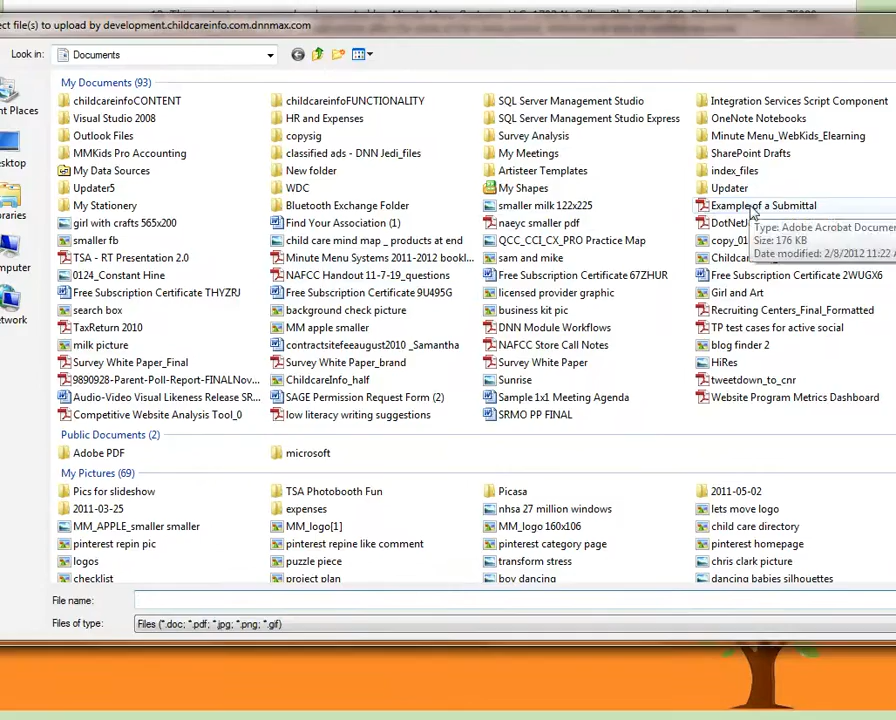 ect file(s) to upload by development.childcareinfo.com.dnnmax.com
Look in: Documents
nt Places
esktop
oraries
mputer
etwork
My Documents (93)
childcareinfoCONTENT childcareinfoFUNCTIONALITY SQL Server Management Studio Integration Services Script Component
Visual Studio 2008 HR and Expenses SQL Server Management Studio Express OneNote Notebooks
Outlook Files copysig Survey Analysis Minute Menu_WebKids_Elearning
MMKids Pro Accounting classified ads - DNN Jedi_files My Meetings SharePoint Drafts
My Data Sources New folder Artisteer Templates index_files
Updater5 WDC My Shapes Updater
My Stationery Bluetooth Exchange Folder smaller milk 122x225 Example of a Submittal
girl with crafts 565x200 Find Your Association (1) naeyc smaller pdf DotNet
Type: Adobe Acrobat Documen
smaller fb child care mind map _ products at end QCC_CCI_CX_PRO Practice Map copy_01
Size: 176 KB
TSA - RT Presentation 2.0 Minute Menu Systems 2011-2012 bookl... sam and mike Childca
Date modified: 2/8/2012 11:22 A
0124_Constant Hine NAFCC Handout 11-7-19_questions Free Subscription Certificate 67ZHUR Free Subscription Certificate 2WUGX6
Free Subscription Certificate THYZRJ Free Subscription Certificate 9U495G licensed provider graphic Girl and Art
search box background check picture business kit pic Recruiting Centers_Final_Formatted
TaxReturn 2010 MM apple smaller DNN Module Workflows TP test cases for active social
milk picture contractsitefeeaugust2010 _Samantha NAFCC Store Call Notes blog finder 2
Survey White Paper_Final Survey White Paper_brand Survey White Paper HiRes
9890928-Parent-Poll-Report-FINALNov... ChildcareInfo_half Sunrise tweetdown_to_cnr
Audio-Video Visual Likeness Release SR... SAGE Permission Request Form (2) Sample 1x1 Meeting Agenda Website Program Metrics Dashboard
Competitive Website Analysis Tool_0 low literacy writing suggestions SRMO PP FINAL
Public Documents (2)
Adobe PDF microsoft
My Pictures (69)
Pics for slideshow TSA Photobooth Fun Picasa 2011-05-02
2011-03-25 expenses nhsa 27 million windows lets move logo
MM_APPLE_smaller smaller MM_logo[1] MM_logo 160x106 child care directory
pinterest repin pic pinterest repine like comment pinterest category page pinterest homepage
logos puzzle piece transform stress chris clark picture
checklist project plan boy dancing dancing babies silhouettes
File name:
Files of type: Files (*.doc; *.pdf; *.jpg; *.png; *.gif)